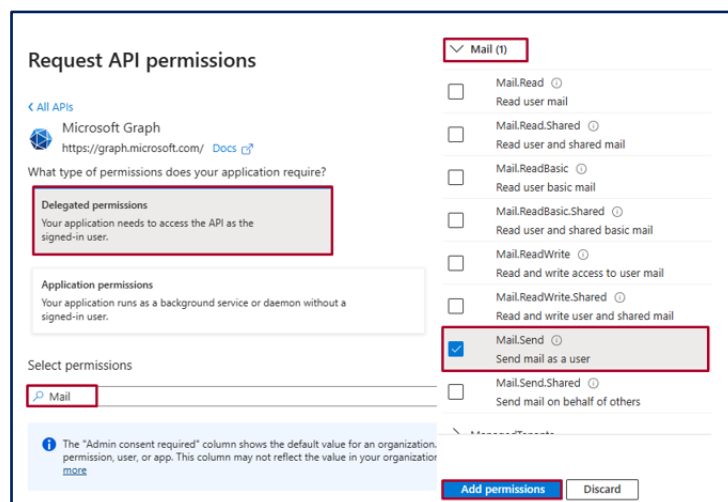 Request API permissions
All APIs
Microsoft Graph
https://graph.microsoft.com/ Docs
What type of permissions does your application require?
Delegated permissions
Your application needs to access the API as the
signed-in user.
Application permissions
Your application runs as a background service or daemon without a
signed-in user.
Select permissions
Mail
The "Admin consent required" column shows the default value for an organization.
permission, user, or app. This column may not reflect the value in your organization
more
Mail (1)
Mail.Read
Read user mail
Mail.Read.Shared
Read user and shared mail
Mail.ReadBasic
Read user basic mail
Mail.ReadBasic.Shared
Read user and shared basic mail
Mail.ReadWrite
Read and write access to user mail
Mail.ReadWrite.Shared
Read and write user and shared mail
Mail.Send
Send mail as a user
Mail.Send.Shared
Send mail on behalf of others
Add permissions
Discard